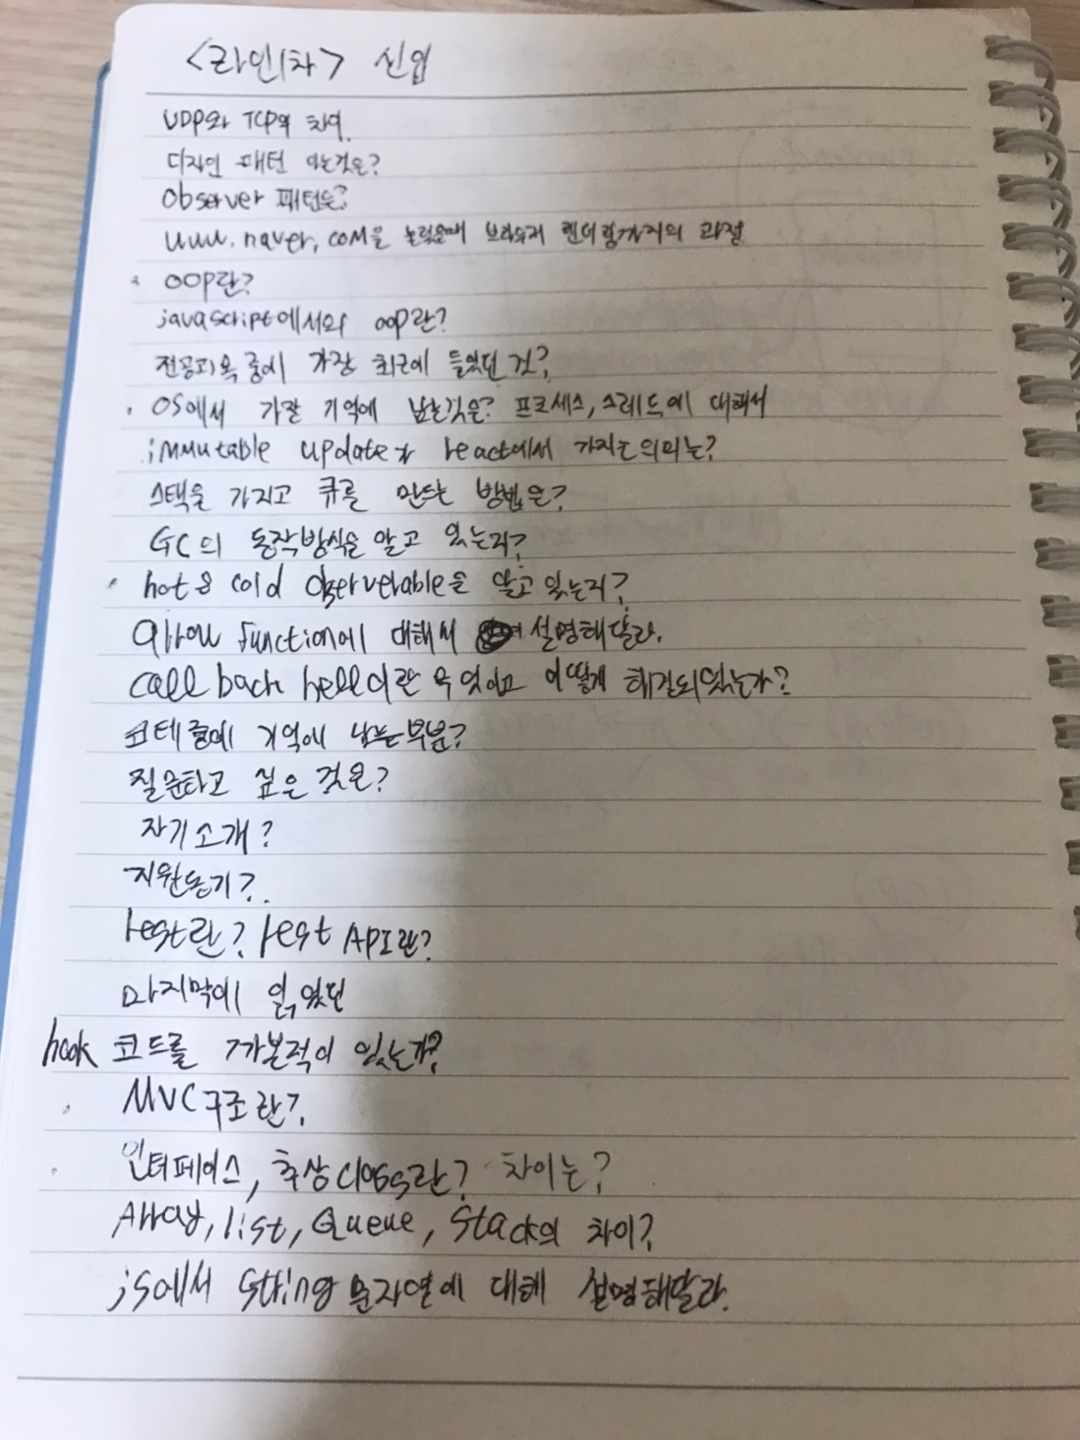 <라인1차> 신입
UDP와 TCP의 차이.
디자인 패턴 아는것은?
Observer 패턴은?
www.naver.com을 눌렀을때 브라우저 렌더링까지의 과정
OOP란?
javascript에서의 oop란?
전공과목 중에 가장 최근에 들었던 것?
OS에서 가장 기억에 남는것은? 프로세스, 스레드에 대해서
immutable update가 react에서 가지는 의미는?
스택을 가지고 큐를 만드는 방법은?
GC의 동작방식을 알고 있는지?
hot & cold observerable을 알고 있는지?
arrow function에 대해서 설명해달라.
call back hell이란 무엇이고 어떻게 해결되있는가?
코테 중에 기억에 남는 부분?
질문하고 싶은 것은?
자기소개?
지원동기?
rest란? rest API란?
마지막에 읽었던
hook 코드를 까본적이 있는가?
MVC구조란?
인터페이스, 추상class란? 차이는?
Array, list, Queue, Stack의 차이?
js에서 string 문자열에 대해 설명해달라.